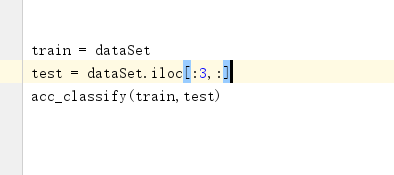 train = dataSet
test = dataSet.iloc[:3,:]
acc_classify(train,test)